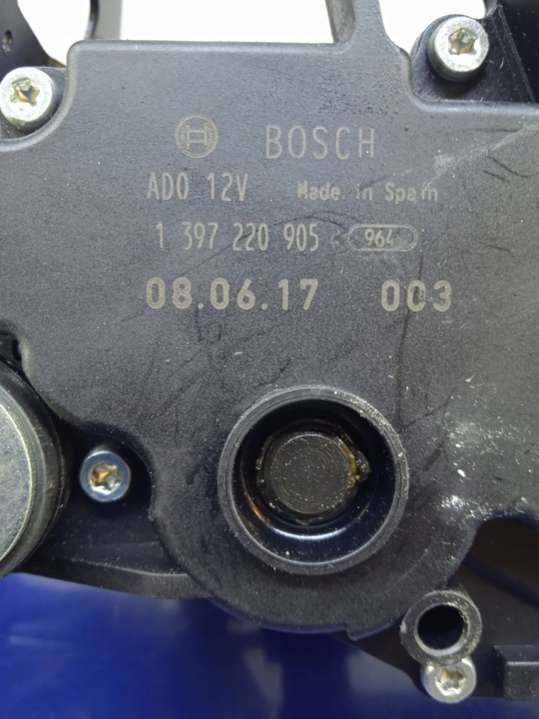 BOSCH
ADO 12V Made in Spain
1 397 220 905 964
08.06.17 003